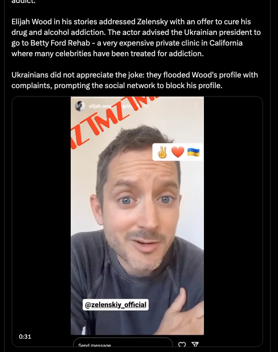 addict.
Elijah Wood in his stories addressed Zelensky with an offer to cure his
drug and alcohol addiction. The actor advised the Ukrainian president to
go to Betty Ford Rehab - a very expensive private clinic in California
where many celebrities have been treated for addiction.
Ukrainians did not appreciate the joke: they flooded Wood's profile with
complaints, prompting the social network to block his profile.
@zelenskiy_official
0:31
Send message